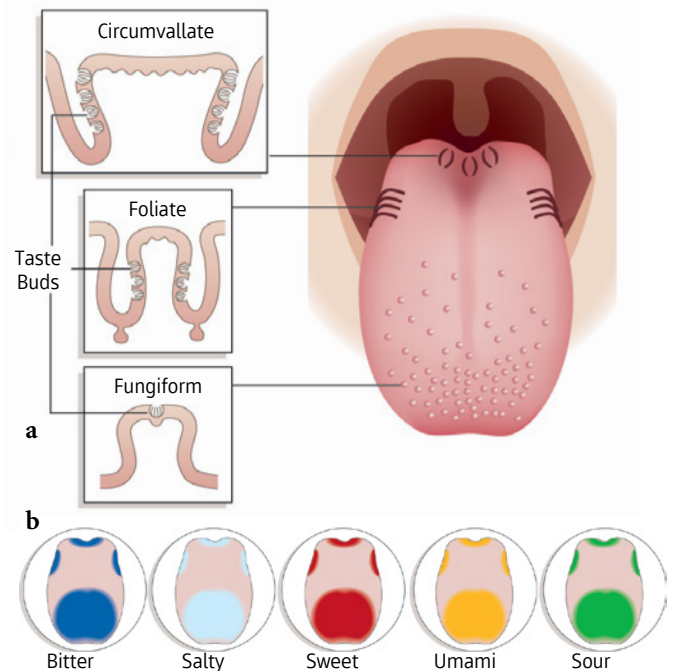 Circumvallate
Foliate
Taste
Buds
Fungiform
a
b
Bitter
Salty
Sweet
Umami
Sour